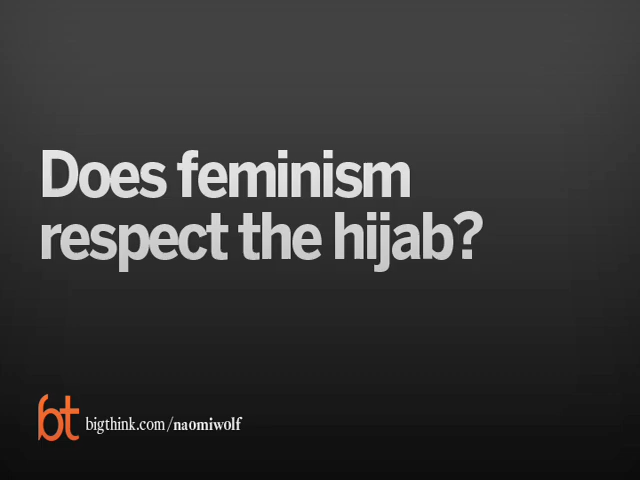 Does feminism
respect the hijab?
bt bigthink.com/naomiwolf